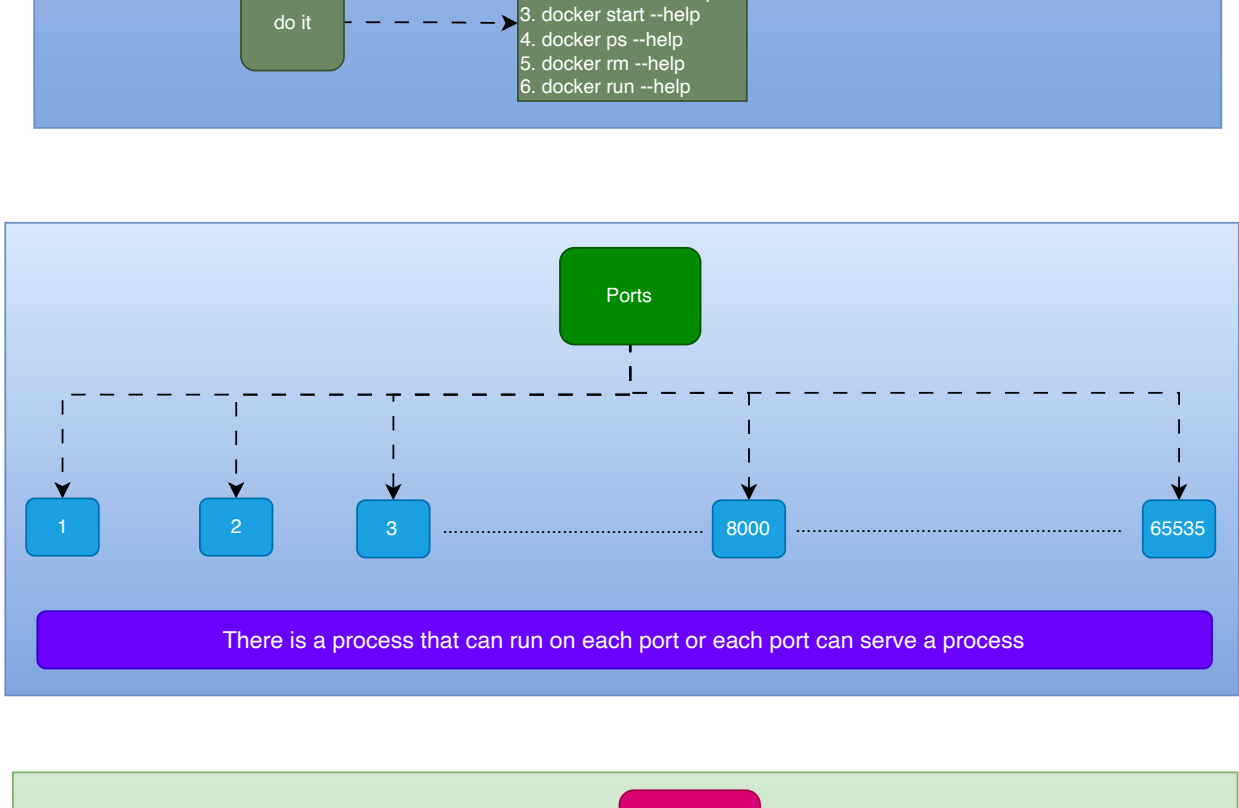 do it
3. docker start --help
4. docker ps --help
5. docker rm --help
6. docker run --help
Ports
1
2
3
8000
65535
There is a process that can run on each port or each port can serve a process